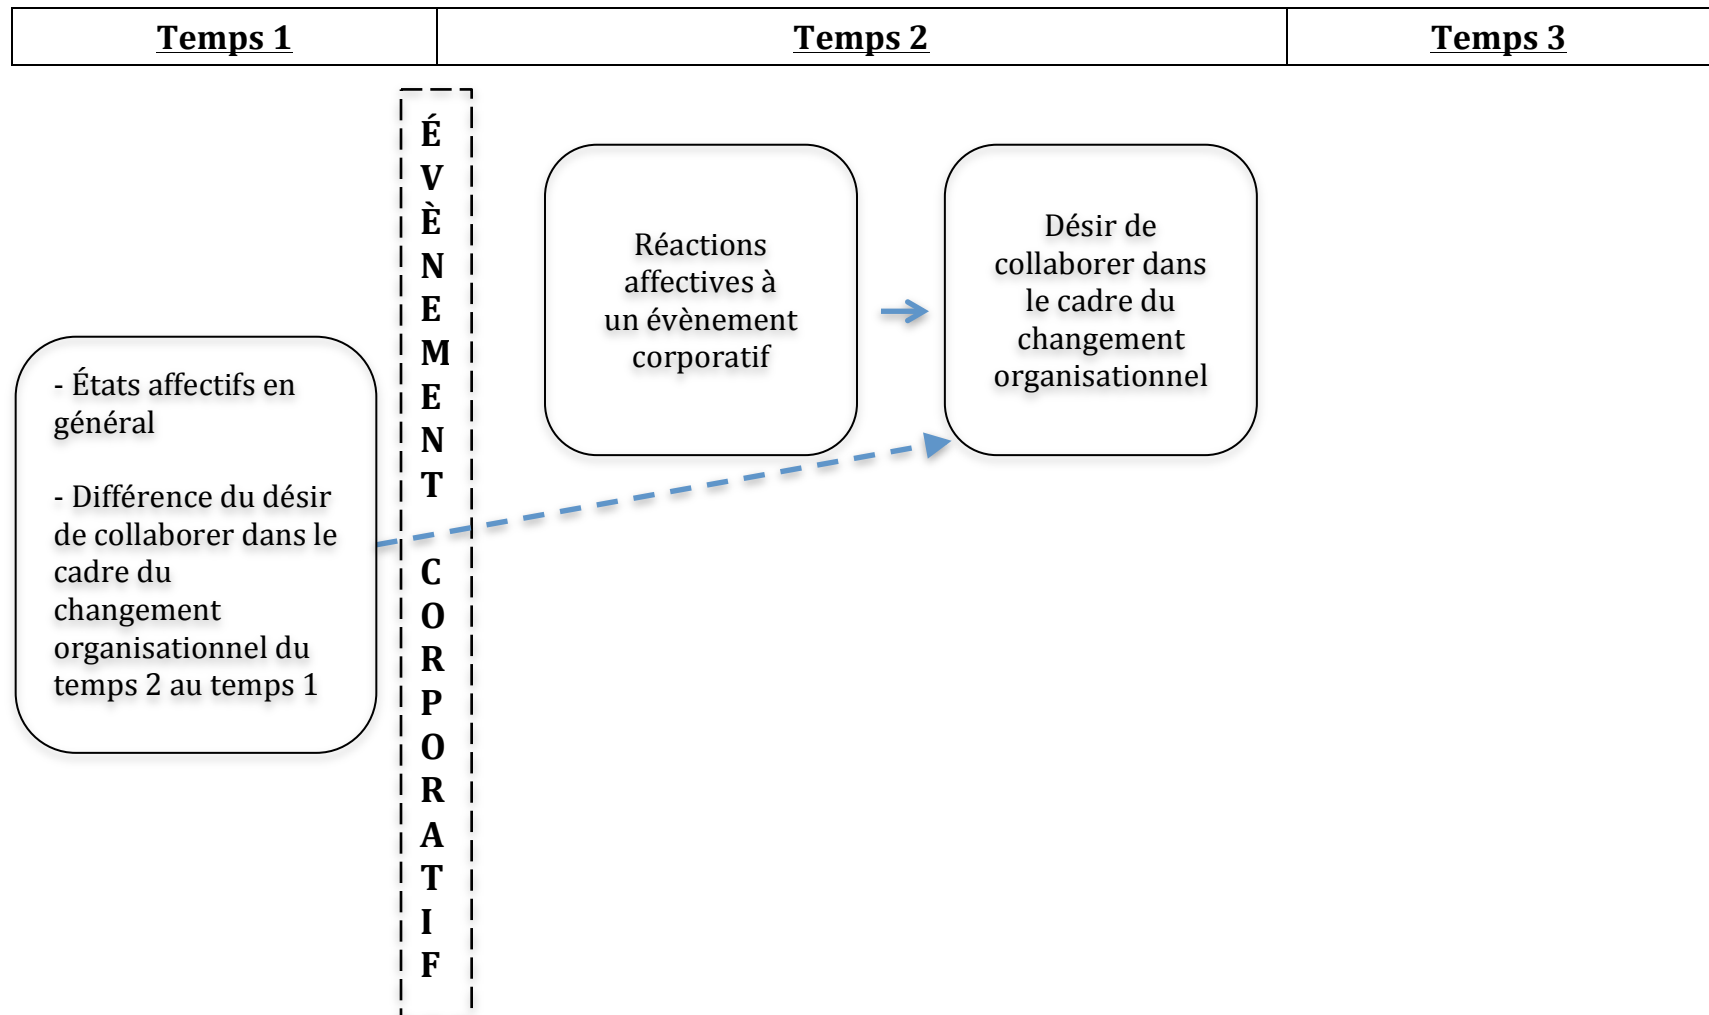 Temps 1
Temps 2
Temps 3
- États affectifs en
général
- Différence du désir
de collaborer dans le
cadre du
changement
organisationnel du
temps 2 au temps 1
É
V
È
N
E
M
E
N
T
C
O
R
P
O
R
A
T
I
F
Réactions
affectives à
un évènement
corporatif
Désir de
collaborer dans
le cadre du
changement
organisationnel